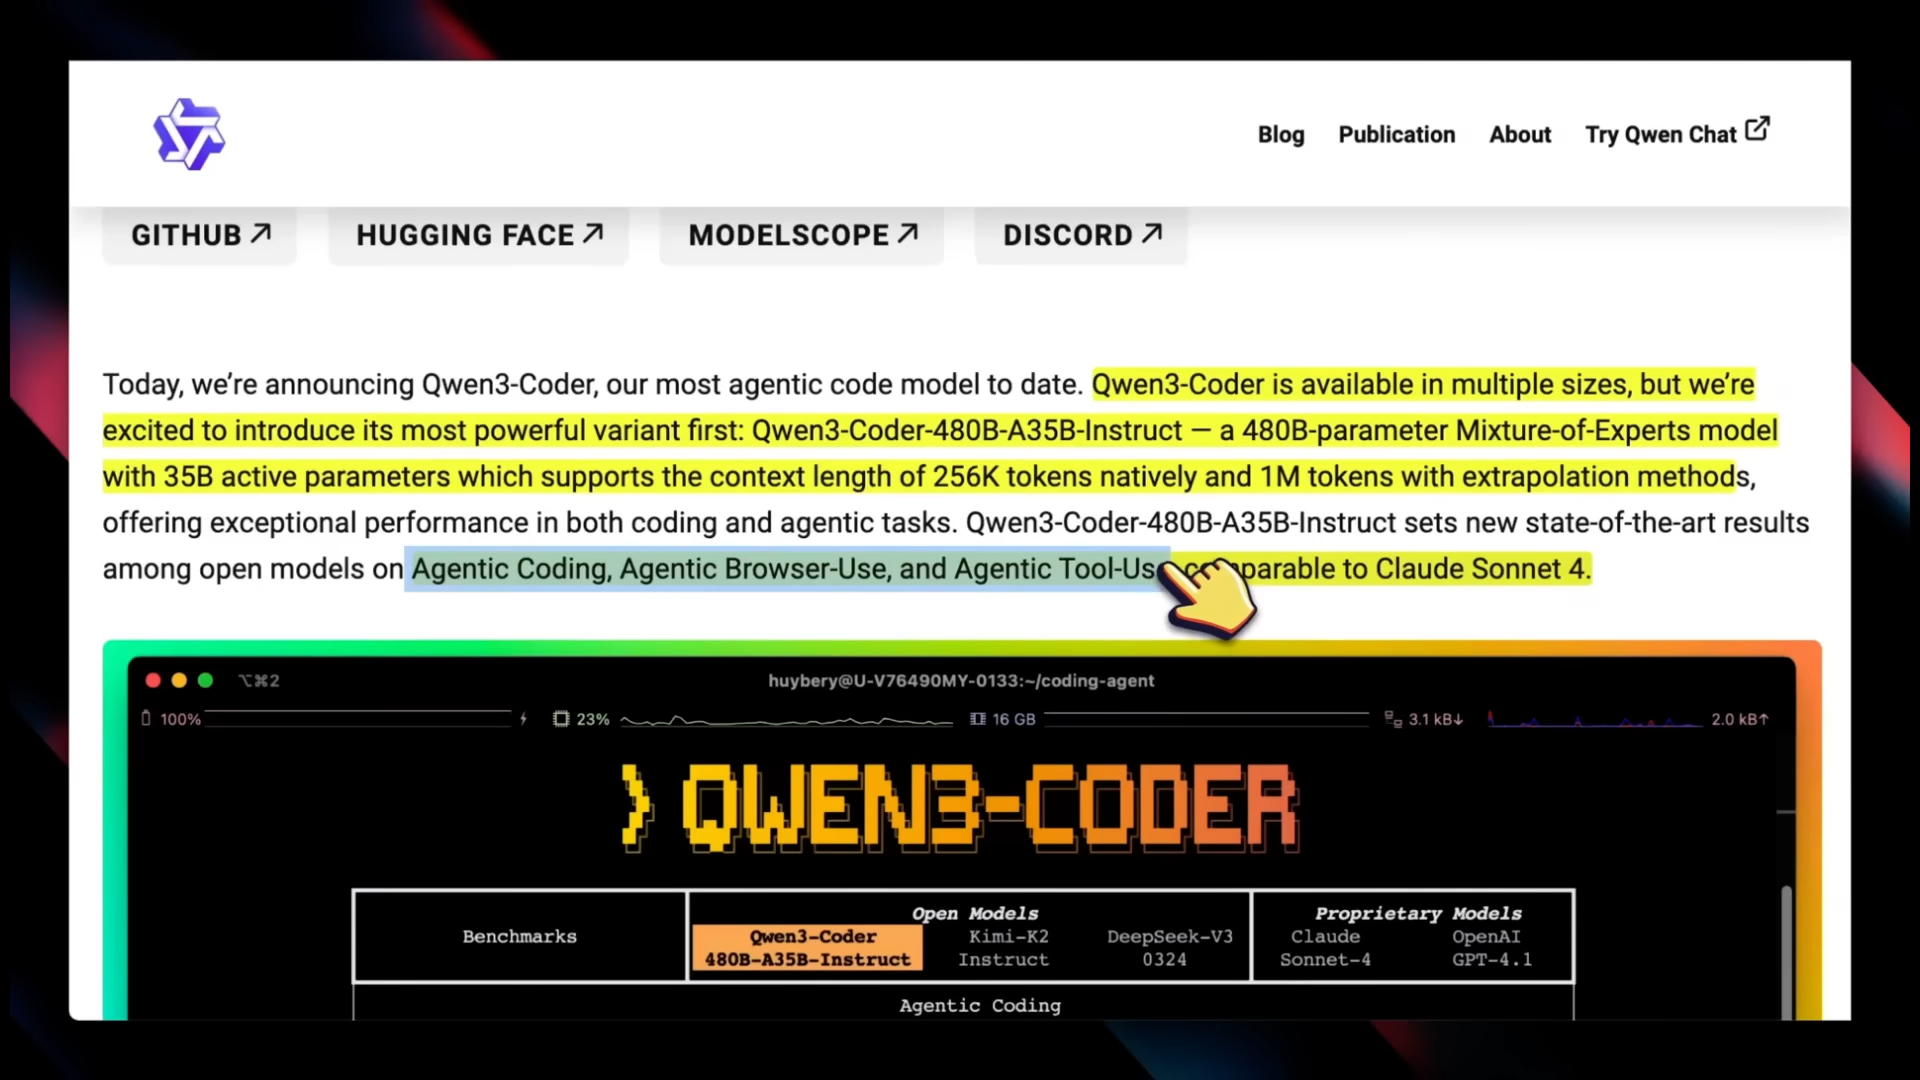 Blog Publication About Try Qwen Chat
GITHUB HUGGING FACE MODELSCOPE DISCORD
Today, we’re announcing Qwen3-Coder, our most agentic code model to date. Qwen3-Coder is available in multiple sizes, but we’re
excited to introduce its most powerful variant first: Qwen3-Coder-480B-A35B-Instruct — a 480B-parameter Mixture-of-Experts model
with 35B active parameters which supports the context length of 256K tokens natively and 1M tokens with extrapolation methods,
offering exceptional performance in both coding and agentic tasks. Qwen3-Coder-480B-A35B-Instruct sets new state-of-the-art results
among open models on Agentic Coding, Agentic Browser-Use, and Agentic Tool-Us to Claude Sonnet 4.
⌥⌘2 huybery@U-V76490MY-0133:~/coding-agent
100% 23% 16 GB 3.1 kB↓ 2.0 kB↑
QWEN3-CODER
Open Models Proprietary Models
Benchmarks Qwen3-Coder Kimi-K2 DeepSeek-V3 Claude OpenAI
480B-A35B-Instruct Instruct 0324 Sonnet-4 GPT-4.1
Agentic Coding